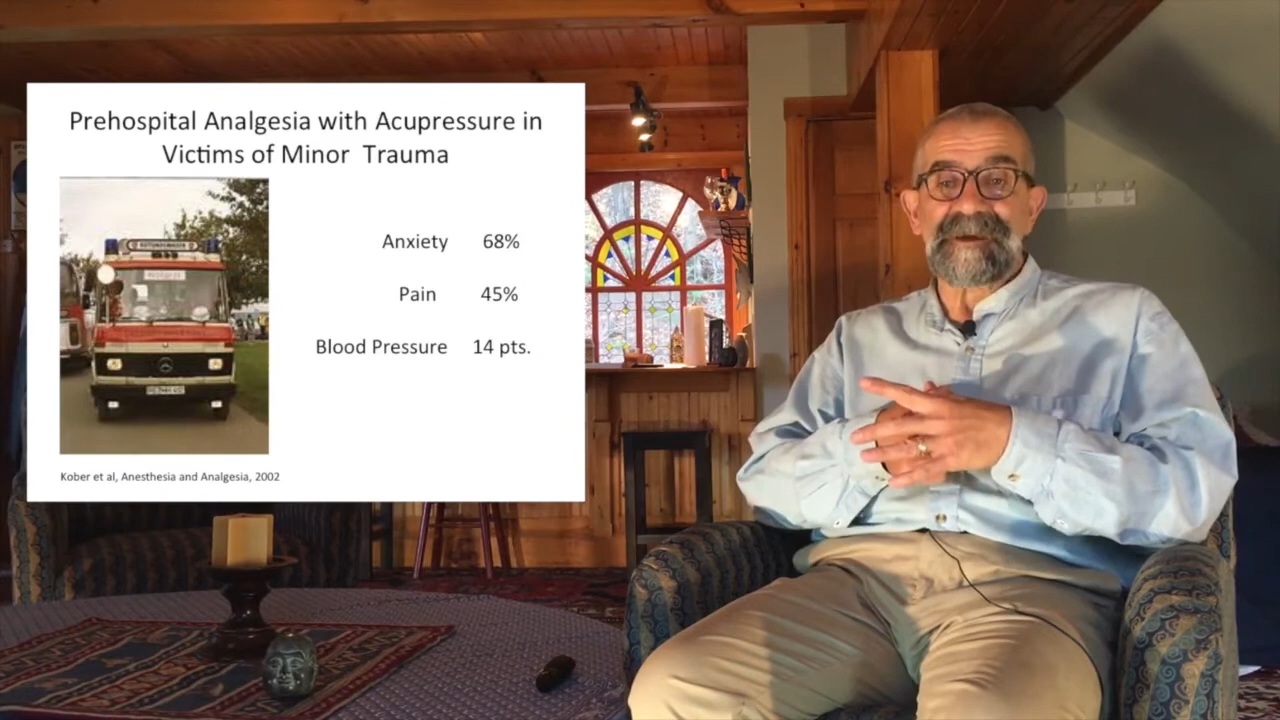 Prehospital Analgesia with Acupressure in
Victims of Minor Trauma
Anxiety 68%
Pain 45%
Blood Pressure 14 pts.
Kober et al, Anesthesia and Analgesia, 2002